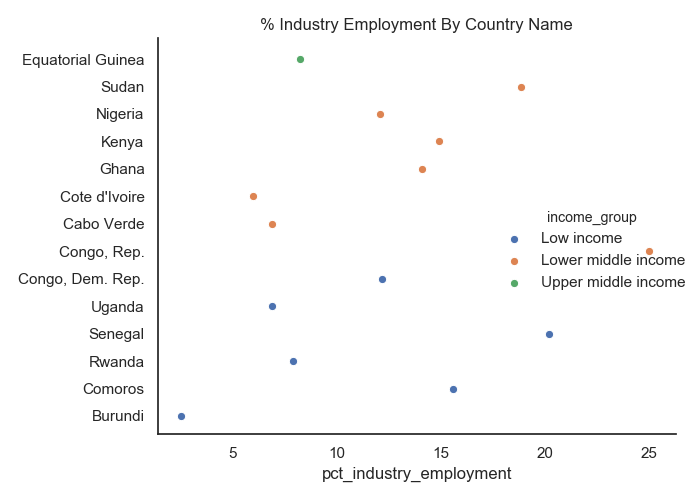 % Industry Employment By Country Name
Equatorial Guinea
Sudan
Nigeria
Kenya
Ghana
Cote d'Ivoire
Cabo Verde
Congo, Rep.
Congo, Dem. Rep.
Uganda
Senegal
Rwanda
Comoros
Burundi
income_group
Low income
Lower middle income
Upper middle income
5 10 15 20 25
pct_industry_employment